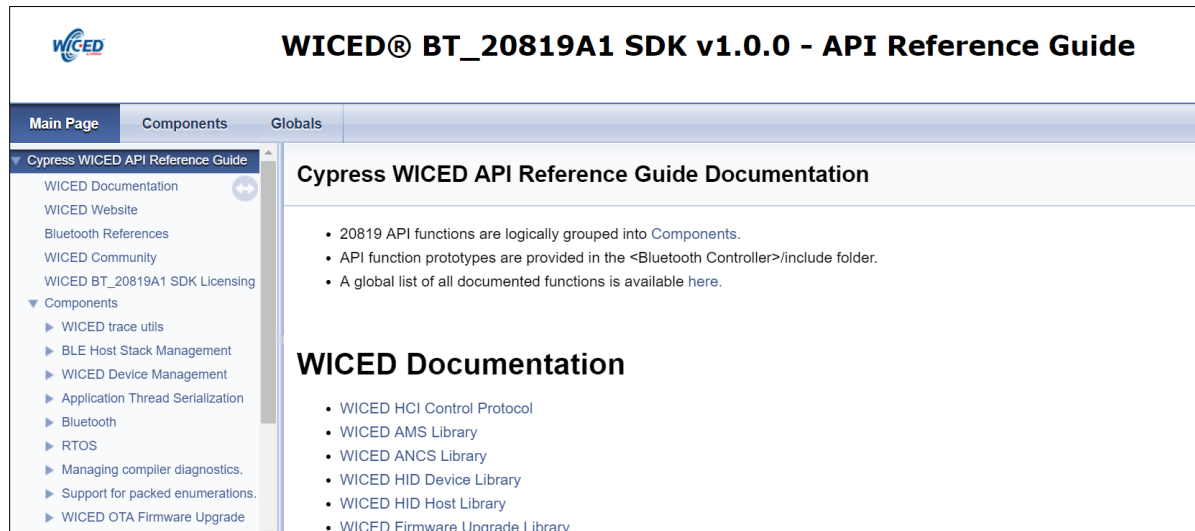 WICED
WICED® BT_20819A1 SDK v1.0.0 - API Reference Guide
Main Page
Components
Globals
Cypress WICED API Reference Guide
WICED Documentation
WICED Website
Bluetooth References
WICED Community
WICED BT_20819A1 SDK Licensing
Components
WICED trace utils
BLE Host Stack Management
WICED Device Management
Application Thread Serialization
Bluetooth
RTOS
Managing compiler diagnostics.
Support for packed enumerations.
WICED OTA Firmware Upgrade
Cypress WICED API Reference Guide Documentation
• 20819 API functions are logically grouped into Components.
• API function prototypes are provided in the <Bluetooth Controller>/include folder.
• A global list of all documented functions is available here.
WICED Documentation
• WICED HCI Control Protocol
• WICED AMS Library
• WICED ANCS Library
• WICED HID Device Library
• WICED HID Host Library
• WICED Firmware Upgrade Library